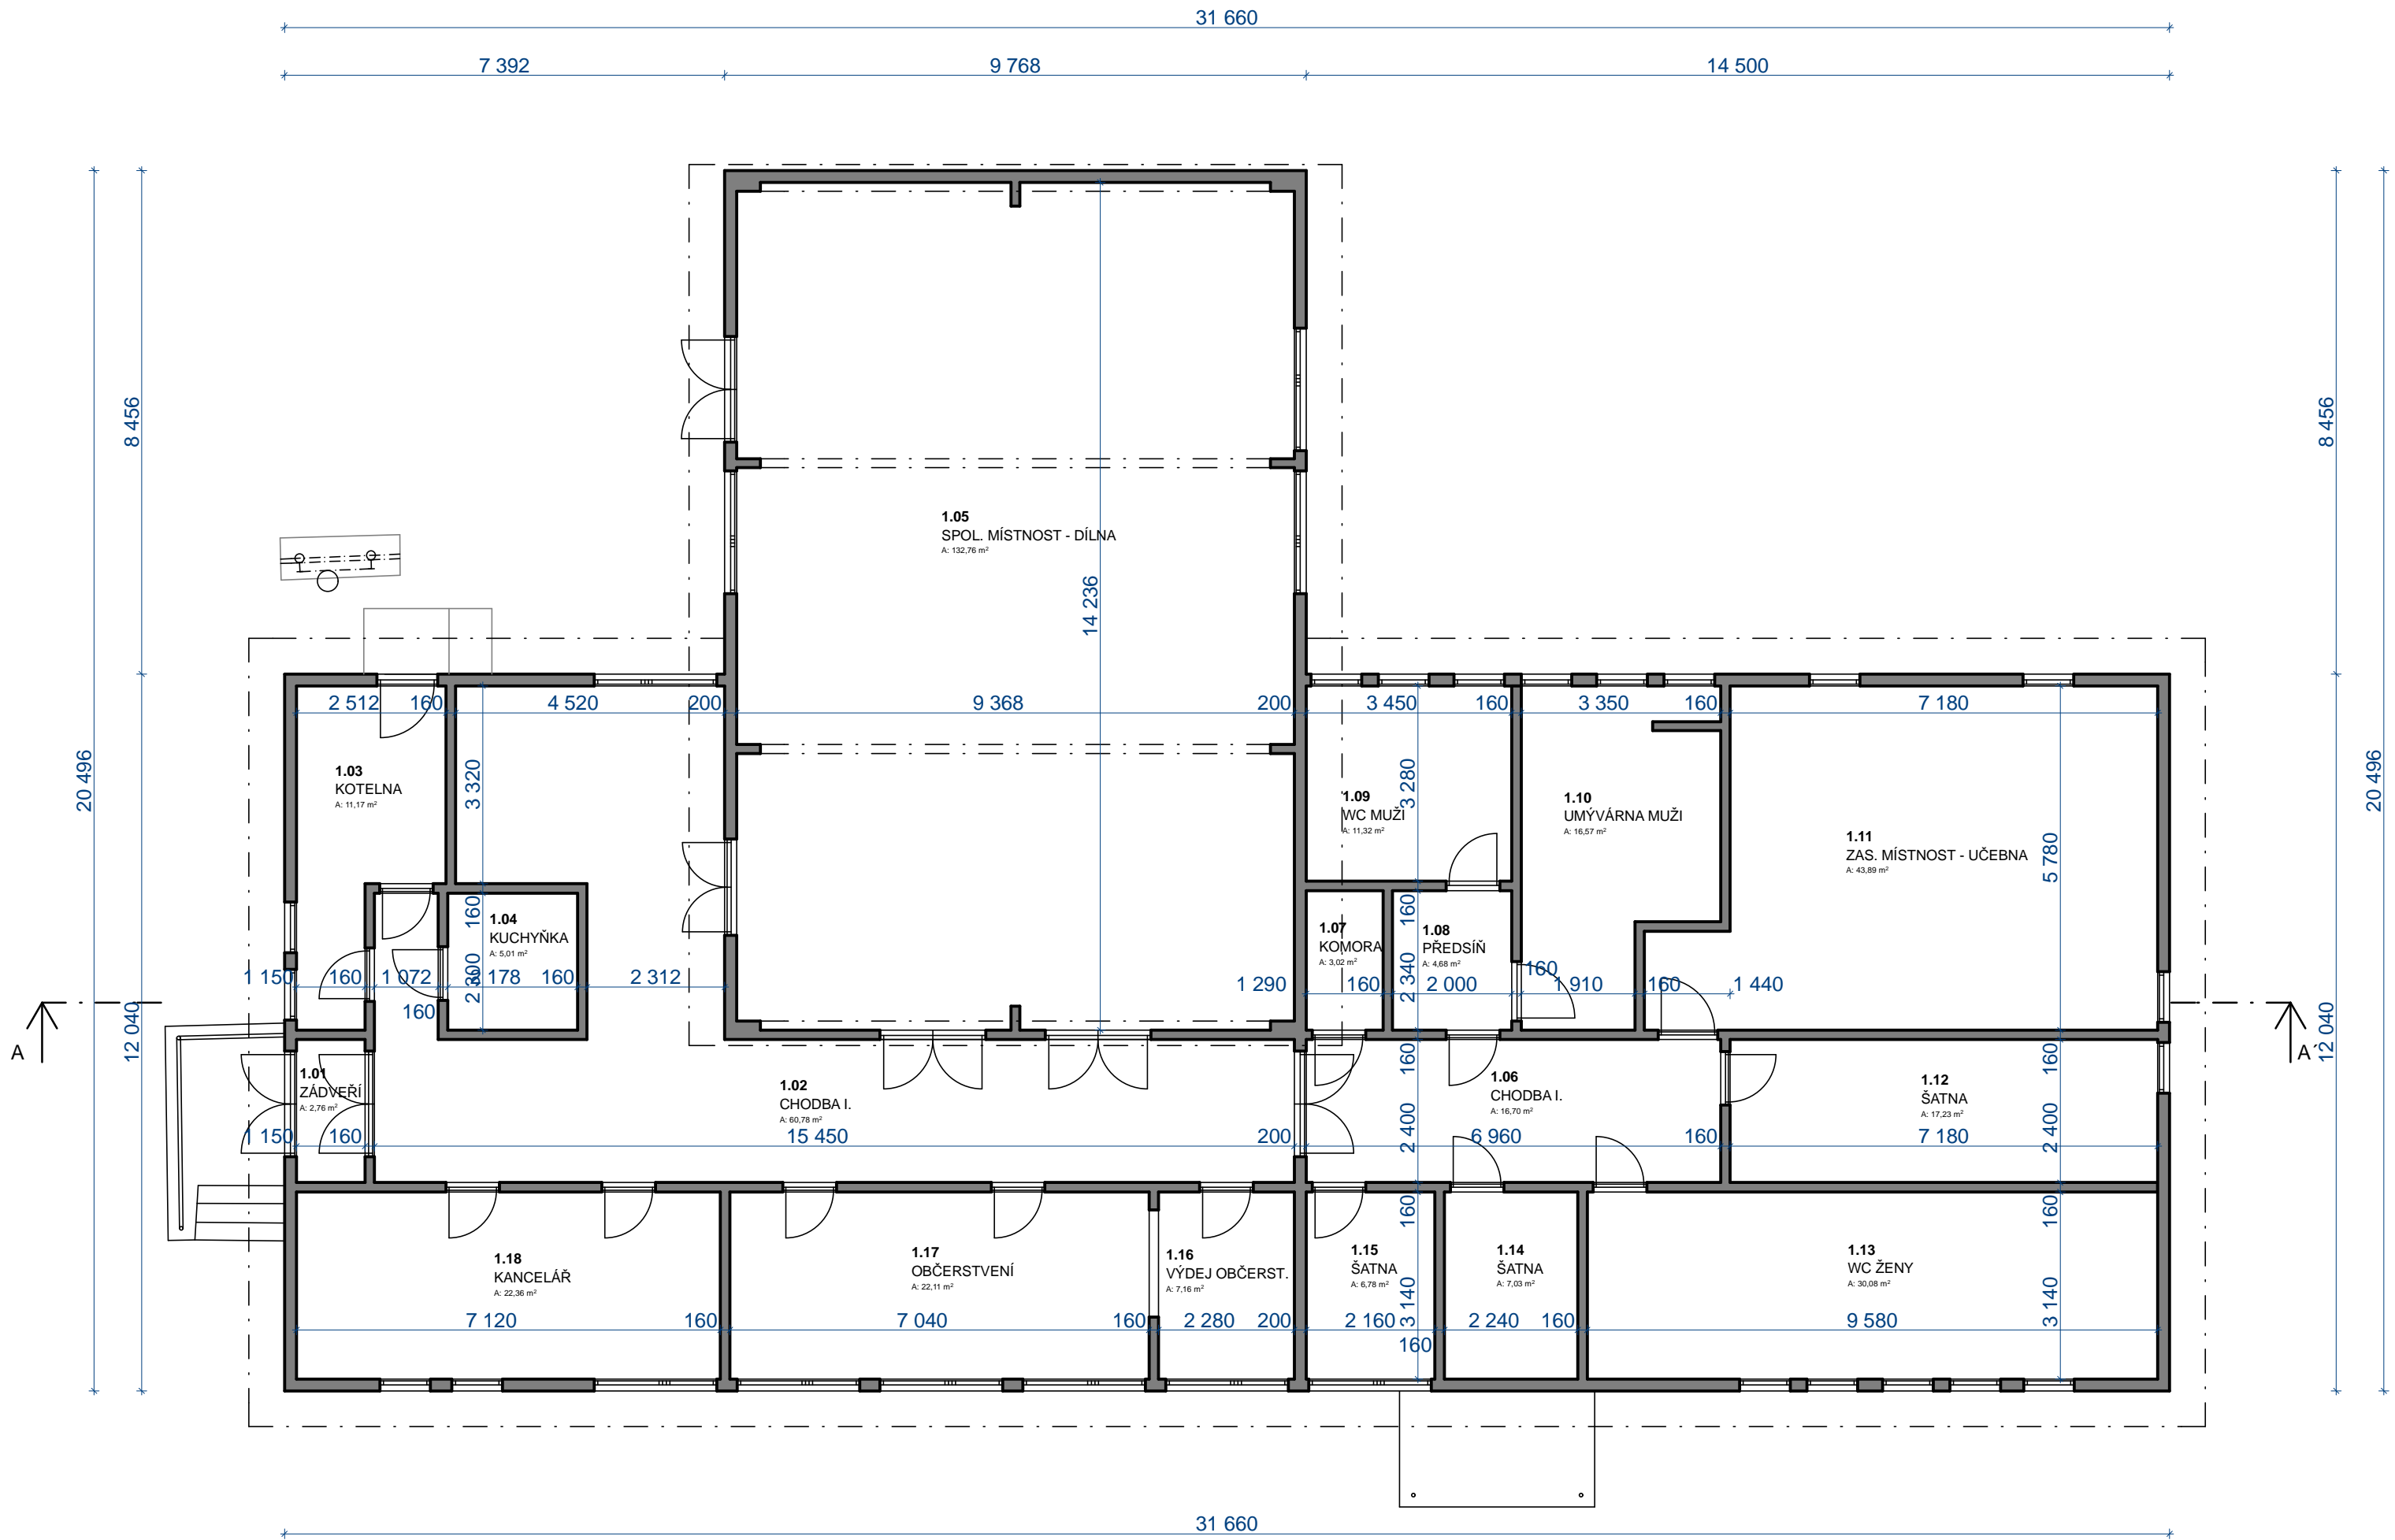 31 660
7 392
9 768
14 500
20 496
8 456
12 040
8 456
12 040
20 496
1.05
SPOL. MÍSTNOST - DÍLNA
A: 132,76 m²
14 236
2 512
160
4 520
200
9 368
200
3 450
160
3 350
160
7 180
1.03
KOTELNA
A: 11,17 m²
3 320
160
2 300
1.04
KUCHYŇKA
A: 5,01 m²
1 150
160
1 072
160
2 178
160
2 312
1.09
WC MUŽI
A: 11,32 m²
3 280
1.10
UMÝVÁRNA MUŽI
A: 16,57 m²
1.11
ZAS. MÍSTNOST - UČEBNA
A: 43,89 m²
5 780
1.07
KOMORA
A: 3,02 m²
160
2 340
1.08
PŘEDSÍŇ
A: 4,68 m²
1 290
160
2 000
160
1 910
160
1 440
A
A´
1.01
ZÁDVEŘÍ
A: 2,76 m²
1.02
CHODBA I.
A: 60,78 m²
160
2 400
1.06
CHODBA I.
A: 16,70 m²
1.12
ŠATNA
A: 17,23 m²
160
2 400
1 150
160
15 450
200
6 960
160
7 180
1.18
KANCELÁŘ
A: 22,36 m²
1.17
OBČERSTVENÍ
A: 22,11 m²
1.16
VÝDEJ OBČERST.
A: 7,16 m²
1.15
ŠATNA
A: 6,78 m²
160
3 140
1.14
ŠATNA
A: 7,03 m²
1.13
WC ŽENY
A: 30,08 m²
160
3 140
7 120
160
7 040
160
2 280
200
2 160
160
2 240
160
9 580
31 660